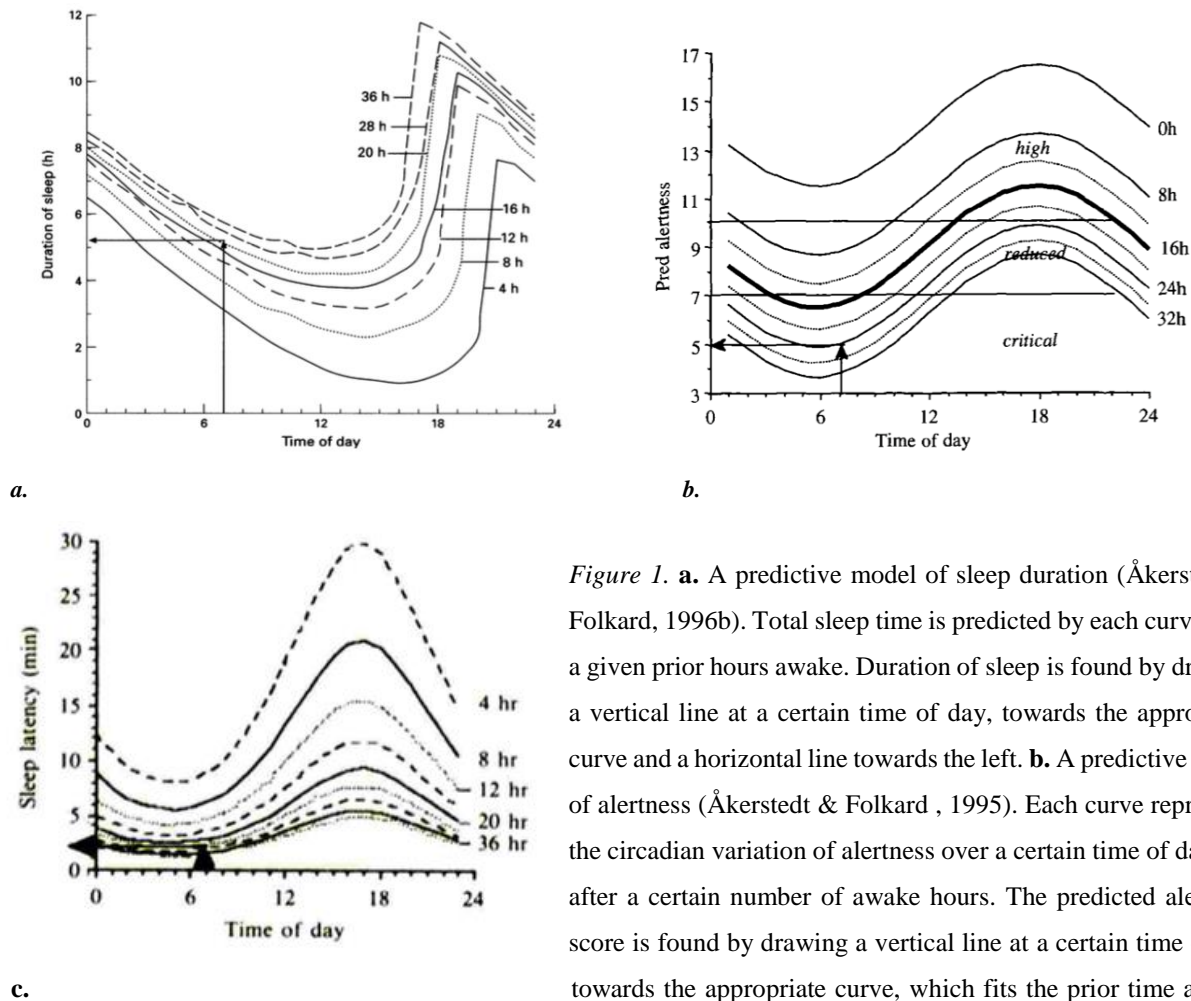 14
12
10
8
6
4
2
0
Duration of sleep (h)
36 h
28 h
20 h
16 h
12 h
8 h
4 h
0
6
12
18
24
Time of day
a.
17
15
13
11
9
7
5
3
Pred alertness
high
reduced
critical
0h
8h
16h
24h
32h
0
6
12
18
24
Time of day
b.
30
25
20
15
10
5
0
Sleep latency (min)
4 hr
8 hr
12 hr
20 hr
36 hr
0
6
12
18
24
Time of day
c.
Figure 1. a. A predictive model of sleep duration (Åkerst
Folkard, 1996b). Total sleep time is predicted by each curv
a given prior hours awake. Duration of sleep is found by dr
a vertical line at a certain time of day, towards the appro
curve and a horizontal line towards the left. b. A predictive
of alertness (Åkerstedt & Folkard , 1995). Each curve repr
the circadian variation of alertness over a certain time of da
after a certain number of awake hours. The predicted ale
score is found by drawing a vertical line at a certain time
towards the appropriate curve, which fits the prior time a